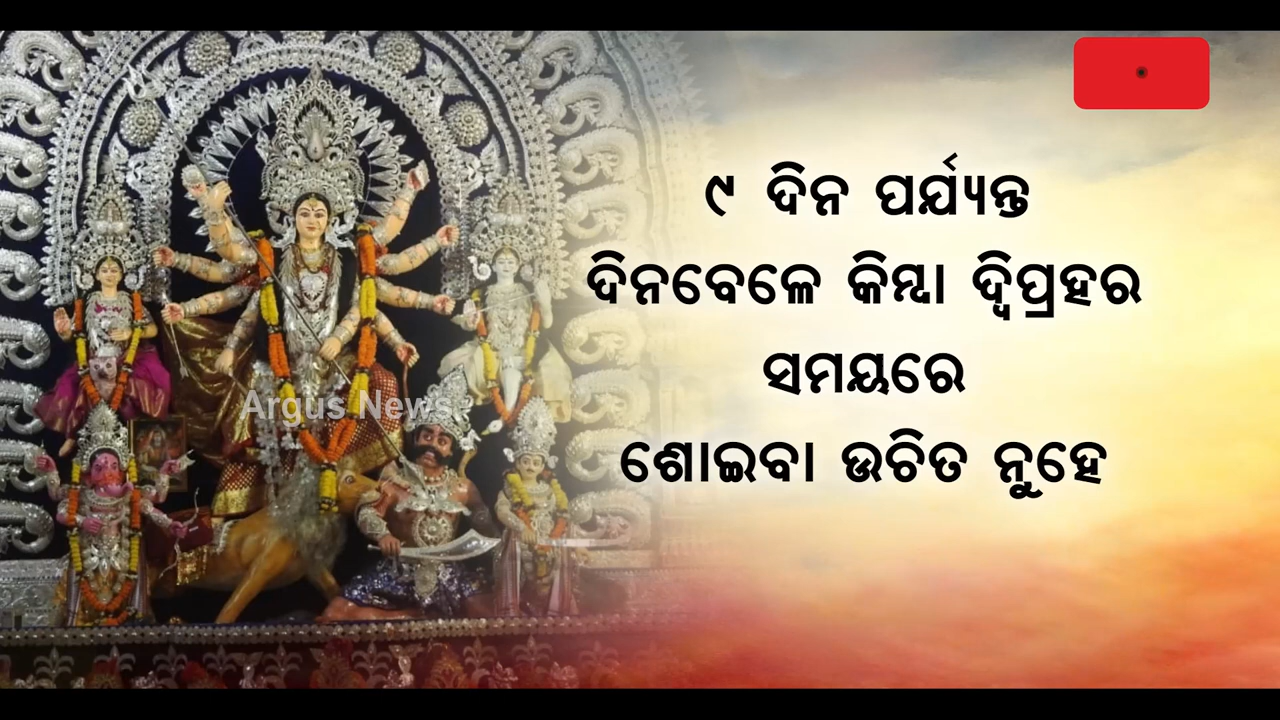 ୯ ଦିନ ପର୍ଯ୍ୟନ୍ତ
ଦିନବେଳେ କିମ୍ବା ଦ୍ୱିପ୍ରହର
ସମୟରେ
ଶୋଇବା ଉଚିତ ନୁହେ
Argus News